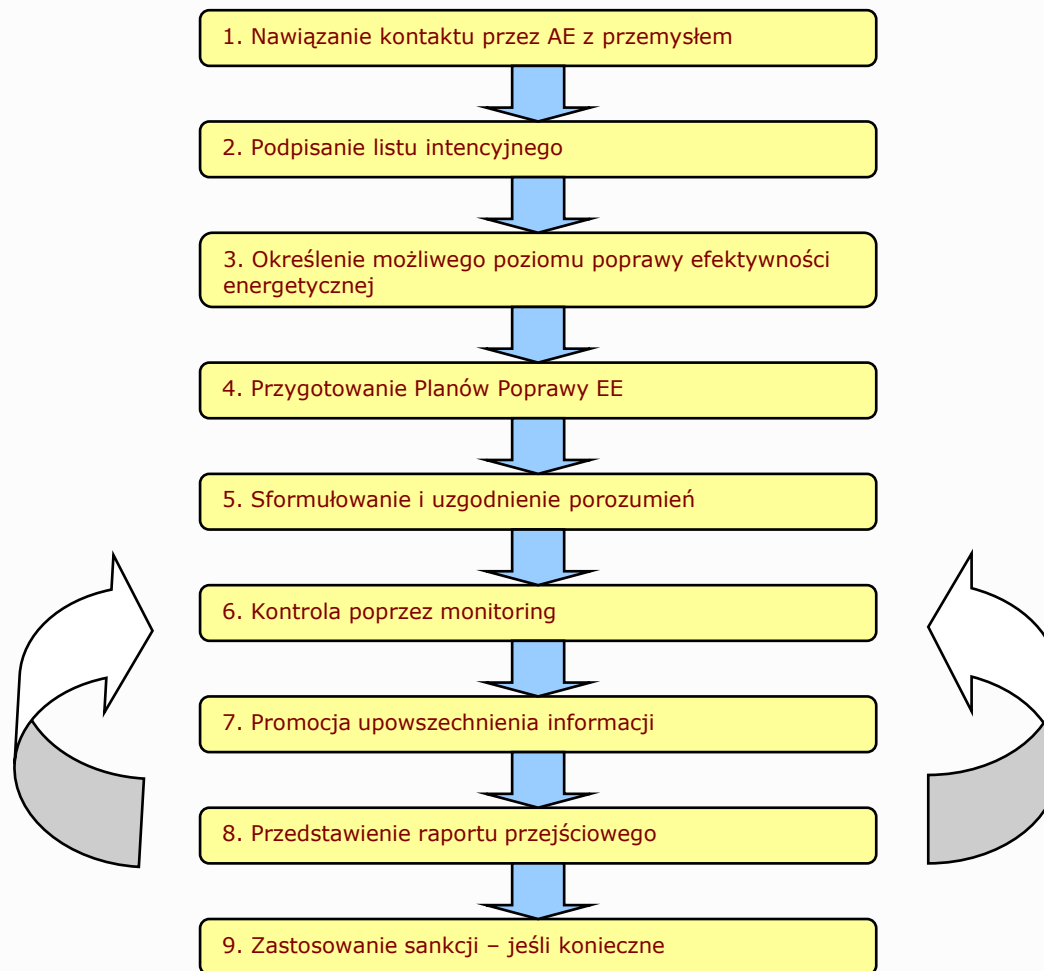 1. Nawiązanie kontaktu przez AE z przemysłem
2. Podpisanie listu intencyjnego
3. Określenie możliwego poziomu poprawy efektywności
energetycznej
4. Przygotowanie Planów Poprawy EE
5. Sformułowanie i uzgodnienie porozumień
6. Kontrola poprzez monitoring
7. Promocja upowszechnienia informacji
8. Przedstawienie raportu przejściowego
9. Zastosowanie sankcji – jeśli konieczne